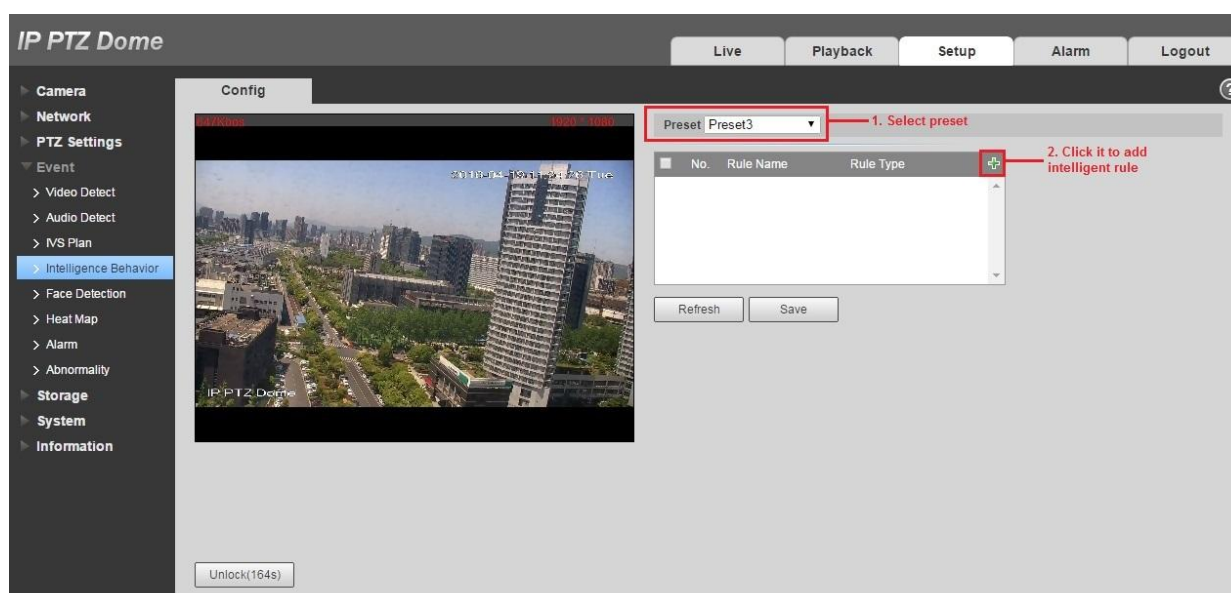 IP PTZ Dome
Live
Playback
Setup
Alarm
Logout
Camera
Network
PTZ Settings
Event
> Video Detect
> Audio Detect
> IVS Plan
> Intelligence Behavior
> Face Detection
> Heat Map
> Alarm
> Abnormality
Storage
System
Information
Config
?
647Kbps
1920 * 1080
IP PTZ Dome
Unlock(164s)
Preset Preset3
1. Select preset
No. Rule Name Rule Type
2. Click it to add
intelligent rule
Refresh
Save